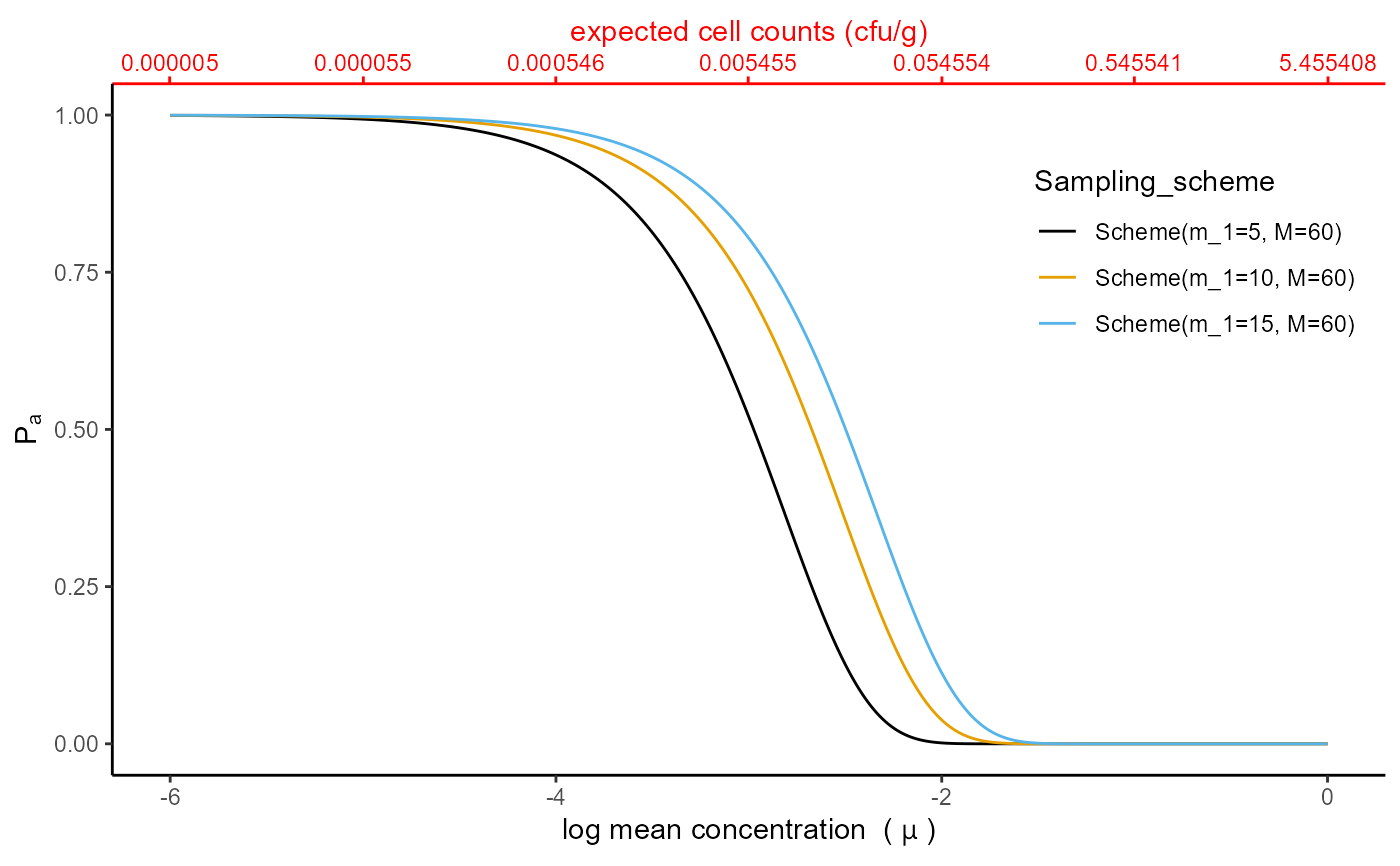 expected cell counts (cfu/g)
0.000005 0.000055 0.000546 0.005455 0.054554 0.545541 5.455408
1.00
0.75
0.50
0.25
0.00
Pa
Sampling_scheme
Scheme(m_1=5, M=60)
Scheme(m_1=10, M=60)
Scheme(m_1=15, M=60)
-6 -4 -2 0
log mean concentration ( μ )